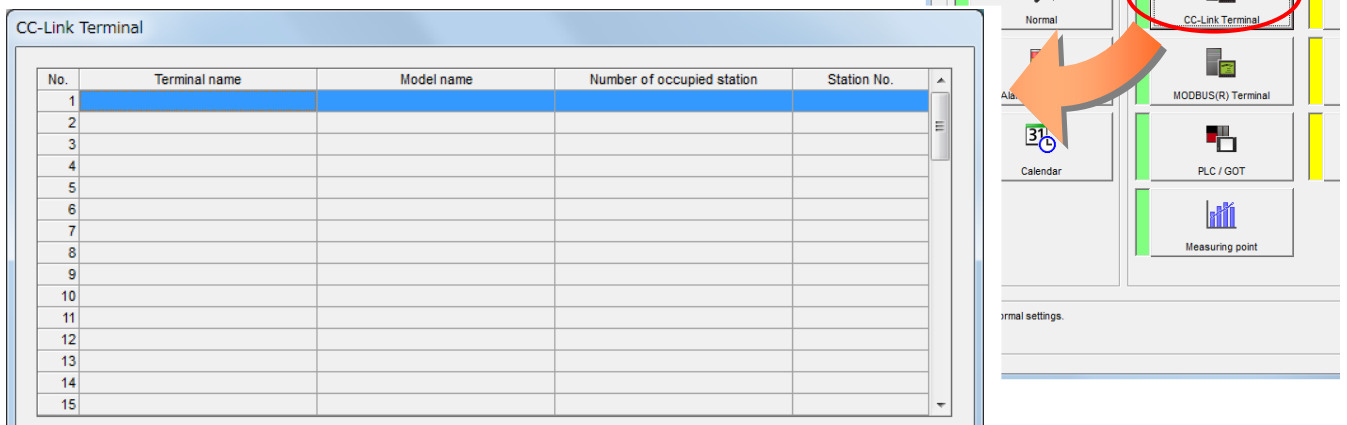 CC-Link Terminal
No. Terminal name Model name Number of occupied station Station No.
1
2
3
4
5
6
7
8
9
10
11
12
13
14
15
Normal
CC-Link Terminal
Ala
MODBUS(R) Terminal
31
Calendar
PLC / GOT
Measuring point
ormal settings.